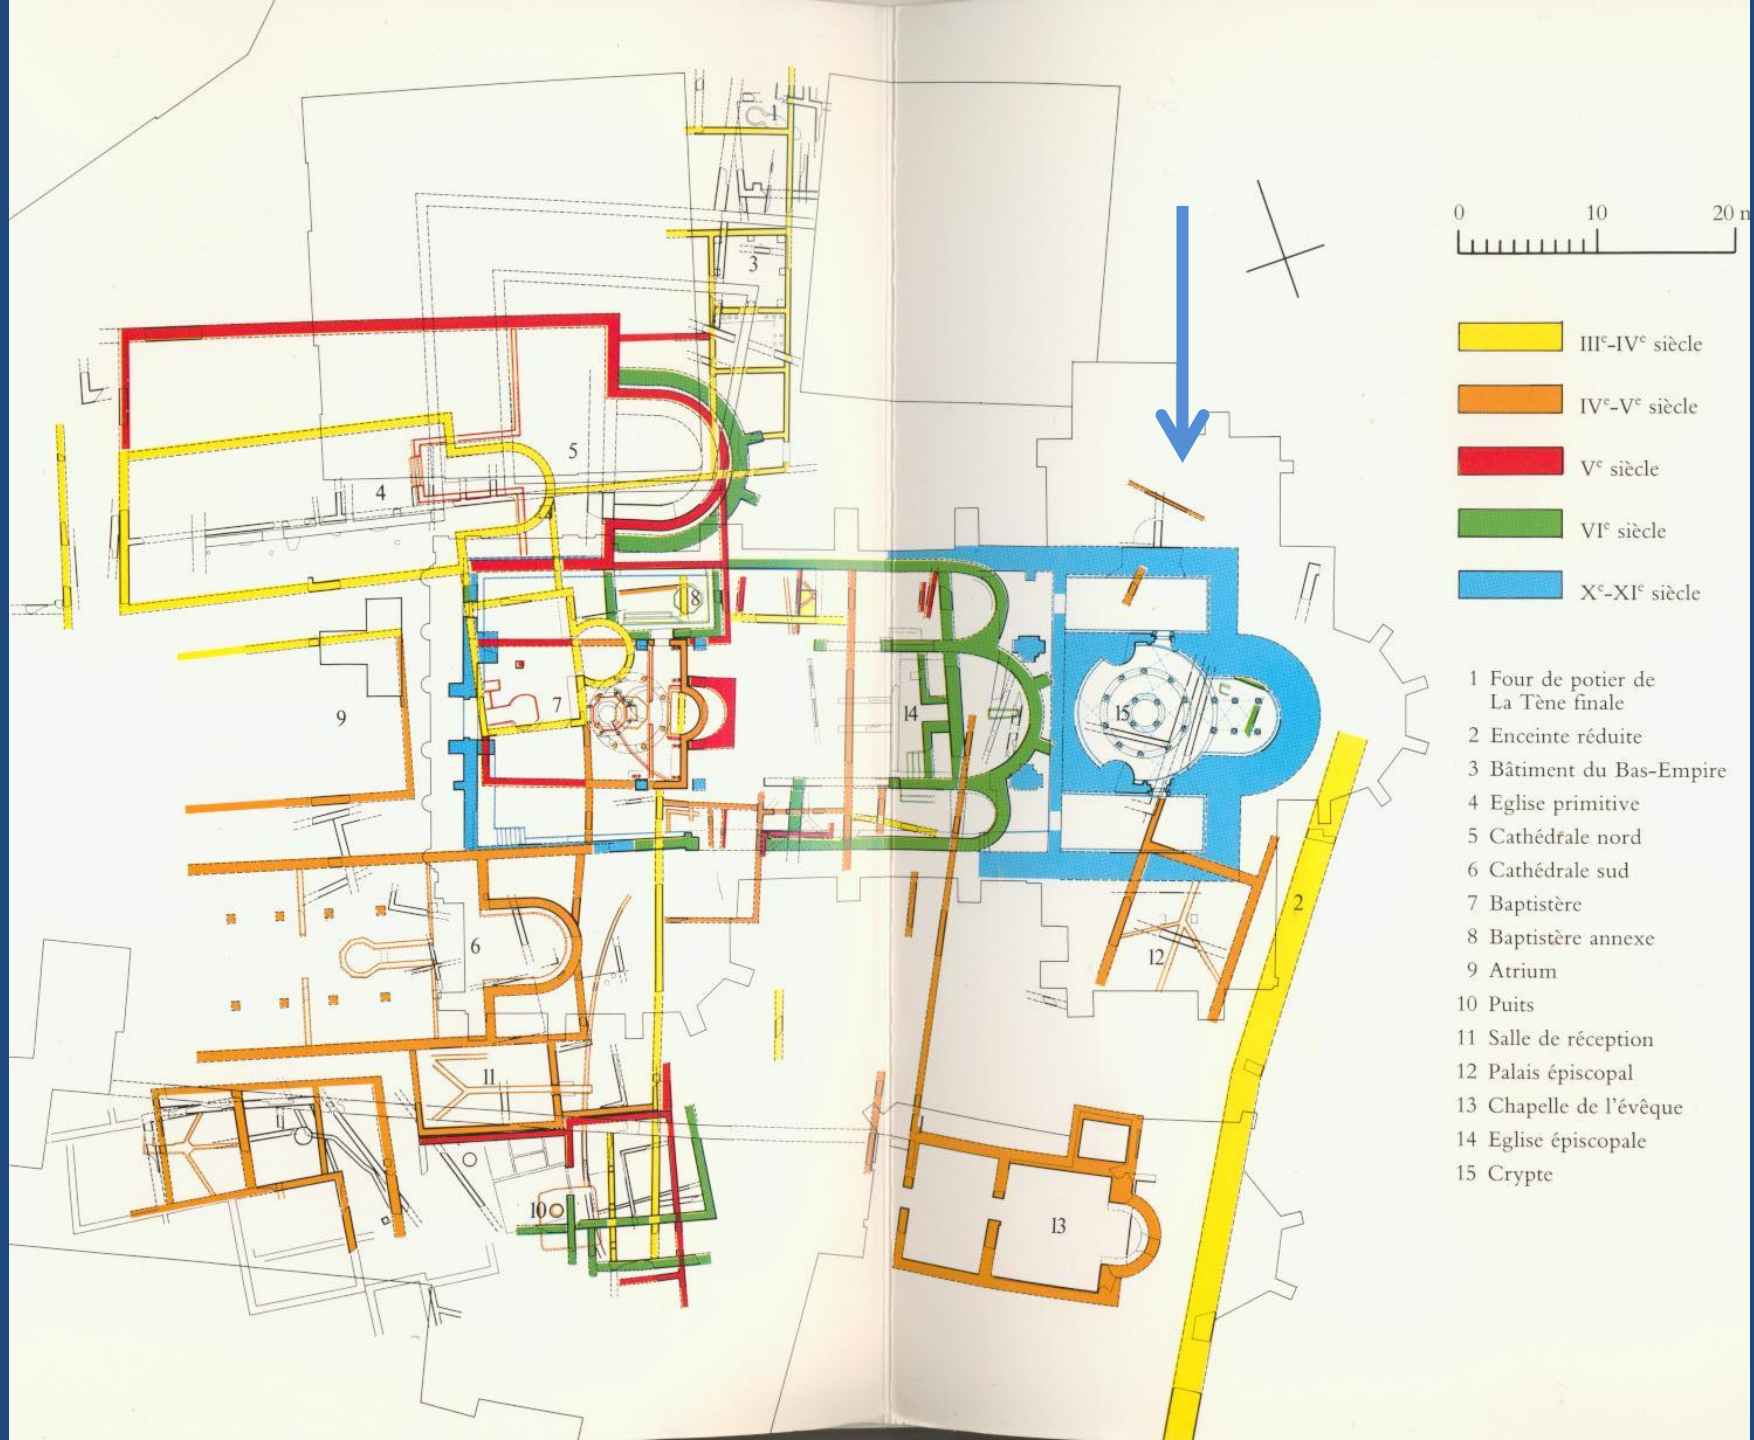 1
3
5
4
8
7
9
14
15
6
2
12
11
10
13
0 10 20 m
IIIᵉ-IVᵉ siècle
IVᵉ-Vᵉ siècle
Vᵉ siècle
VIᵉ siècle
Xᵉ-XIᵉ siècle
1 Four de potier de
La Tène finale
2 Enceinte réduite
3 Bâtiment du Bas-Empire
4 Eglise primitive
5 Cathédrale nord
6 Cathédrale sud
7 Baptistère
8 Baptistère annexe
9 Atrium
10 Puits
11 Salle de réception
12 Palais épiscopal
13 Chapelle de l'évêque
14 Eglise épiscopale
15 Crypte